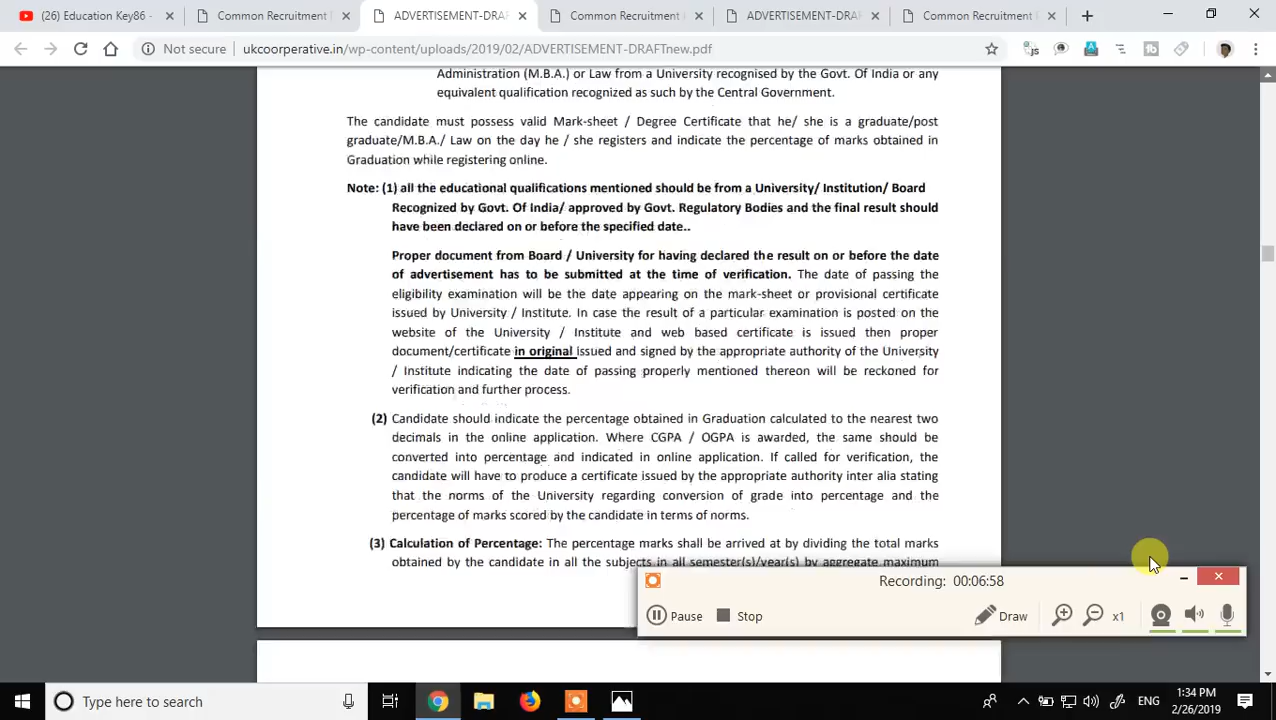 (26) Education Key86 -
Common Recruitment
ADVERTISEMENT-DRAF
Common Recruitment
ADVERTISEMENT-DRAF
Common Recruitment
Not secure
ukcoorperative.in/wp-content/uploads/2019/02/ADVERTISEMENT-DRAFTnew.pdf
Administration (M.B.A.) or Law from a University recognised by the Govt. Of India or any
equivalent qualification recognized as such by the Central Government.
The candidate must possess valid Mark-sheet / Degree Certificate that he/ she is a graduate/post
graduate/M.B.A./ Law on the day he / she registers and indicate the percentage of marks obtained in
Graduation while registering online.
Note: (1) all the educational qualifications mentioned should be from a University/ Institution/ Board
Recognized by Govt. Of India/ approved by Govt. Regulatory Bodies and the final result should
have been declared on or before the specified date..
Proper document from Board / University for having declared the result on or before the date
of advertisement has to be submitted at the time of verification. The date of passing the
eligibility examination will be the date appearing on the mark-sheet or provisional certificate
issued by University / Institute. In case the result of a particular examination is posted on the
website of the University / Institute and web based certificate is issued then proper
document/certificate in original issued and signed by the appropriate authority of the University
/ Institute indicating the date of passing properly mentioned thereon will be reckoned for
verification and further process.
(2) Candidate should indicate the percentage obtained in Graduation calculated to the nearest two
decimals in the online application. Where CGPA / OGPA is awarded, the same should be
converted into percentage and indicated in online application. If called for verification, the
candidate will have to produce a certificate issued by the appropriate authority inter alia stating
that the norms of the University regarding conversion of grade into percentage and the
percentage of marks scored by the candidate in terms of norms.
(3) Calculation of Percentage: The percentage marks shall be arrived at by dividing the total marks
obtained by the candidate in all the subjects in all semester(s)/year(s) by aggregate maximum
Recording: 00:06:58
Pause Stop Draw x1
Type here to search
ENG
1:34 PM
2/26/2019